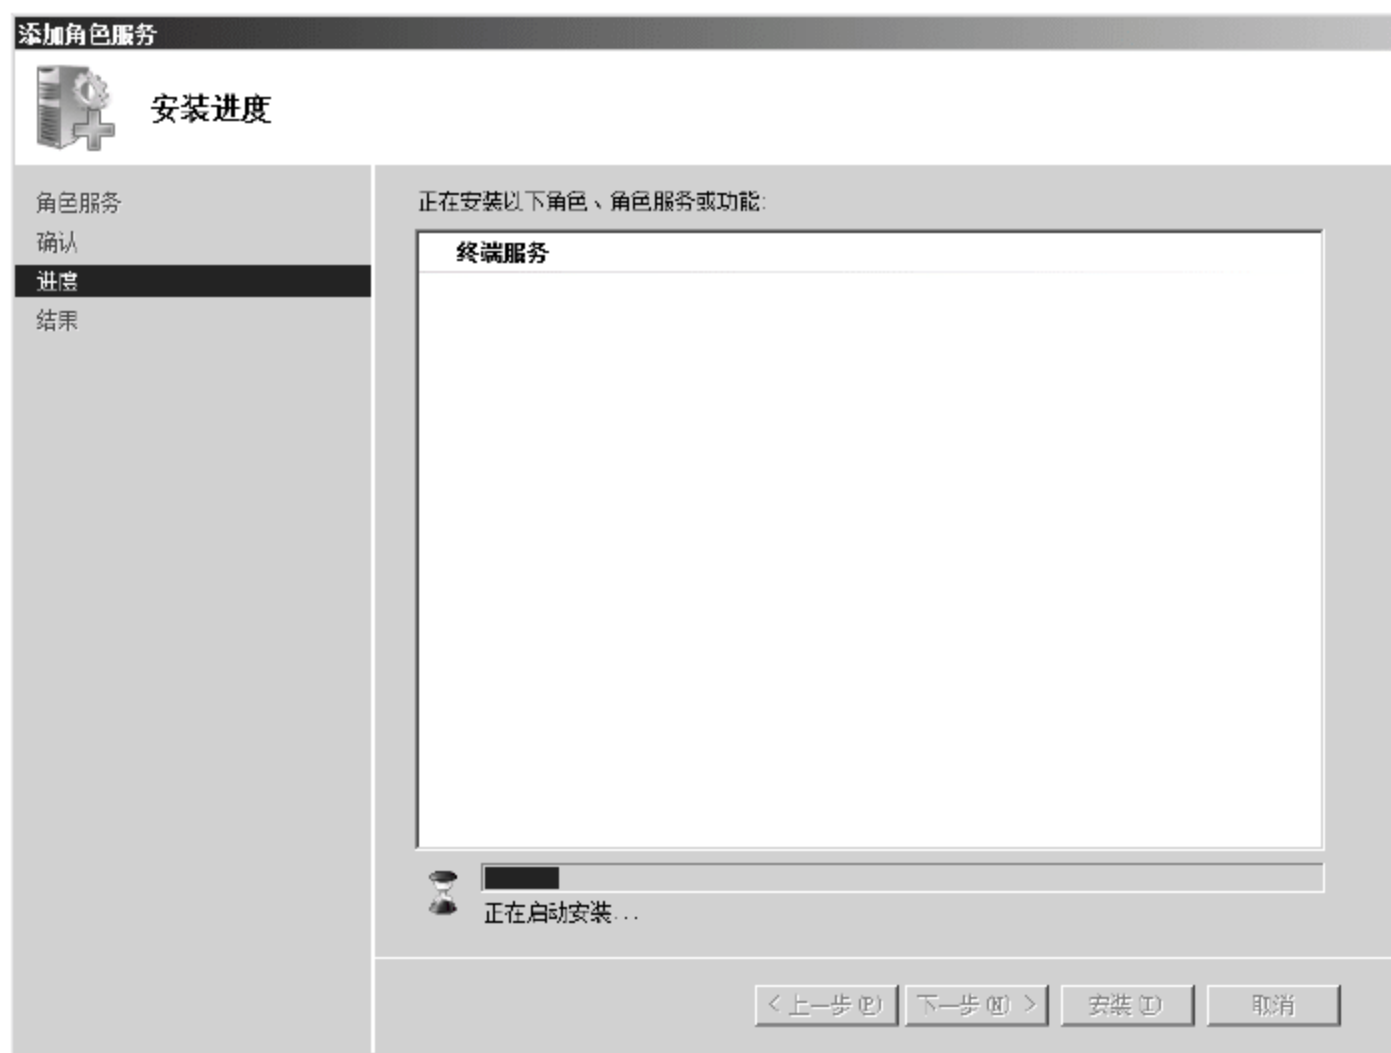 添加角色服务
安装进度
角色服务
确认
进度
结果
正在安装以下角色、角色服务或功能:
终端服务
正在启动安装...
< 上一步(P)
下一步(N) >
安装(I)
取消